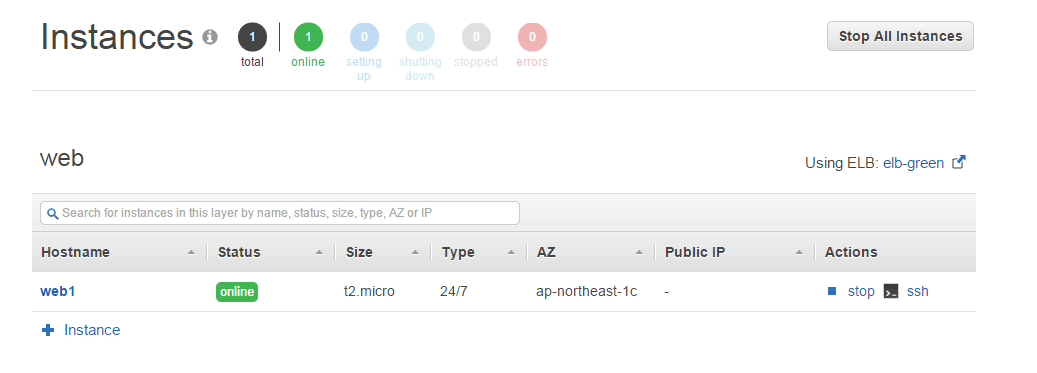 Instances
1 1 0 0 0 0
total online setting up shutting down stopped errors
Stop All Instances
web
Using ELB: elb-green
Search for instances in this layer by name, status, size, type, AZ or IP
Hostname Status Size Type AZ Public IP Actions
web1 online t2.micro 24/7 ap-northeast-1c - stop ssh
Instance